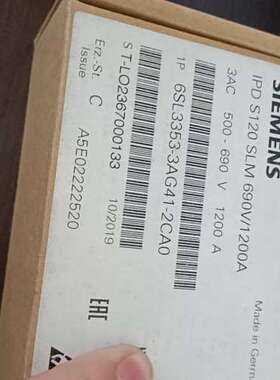 SIEMENS
IPD S120 SLM 690V/1200A
3AC 500 - 690 V 1200 A
Made in German
1P 6SL3353-3AG41-2CA0
S T-LO2367000133
10/2019
Erz.-St. C
Issue
A5E02222520
EAC